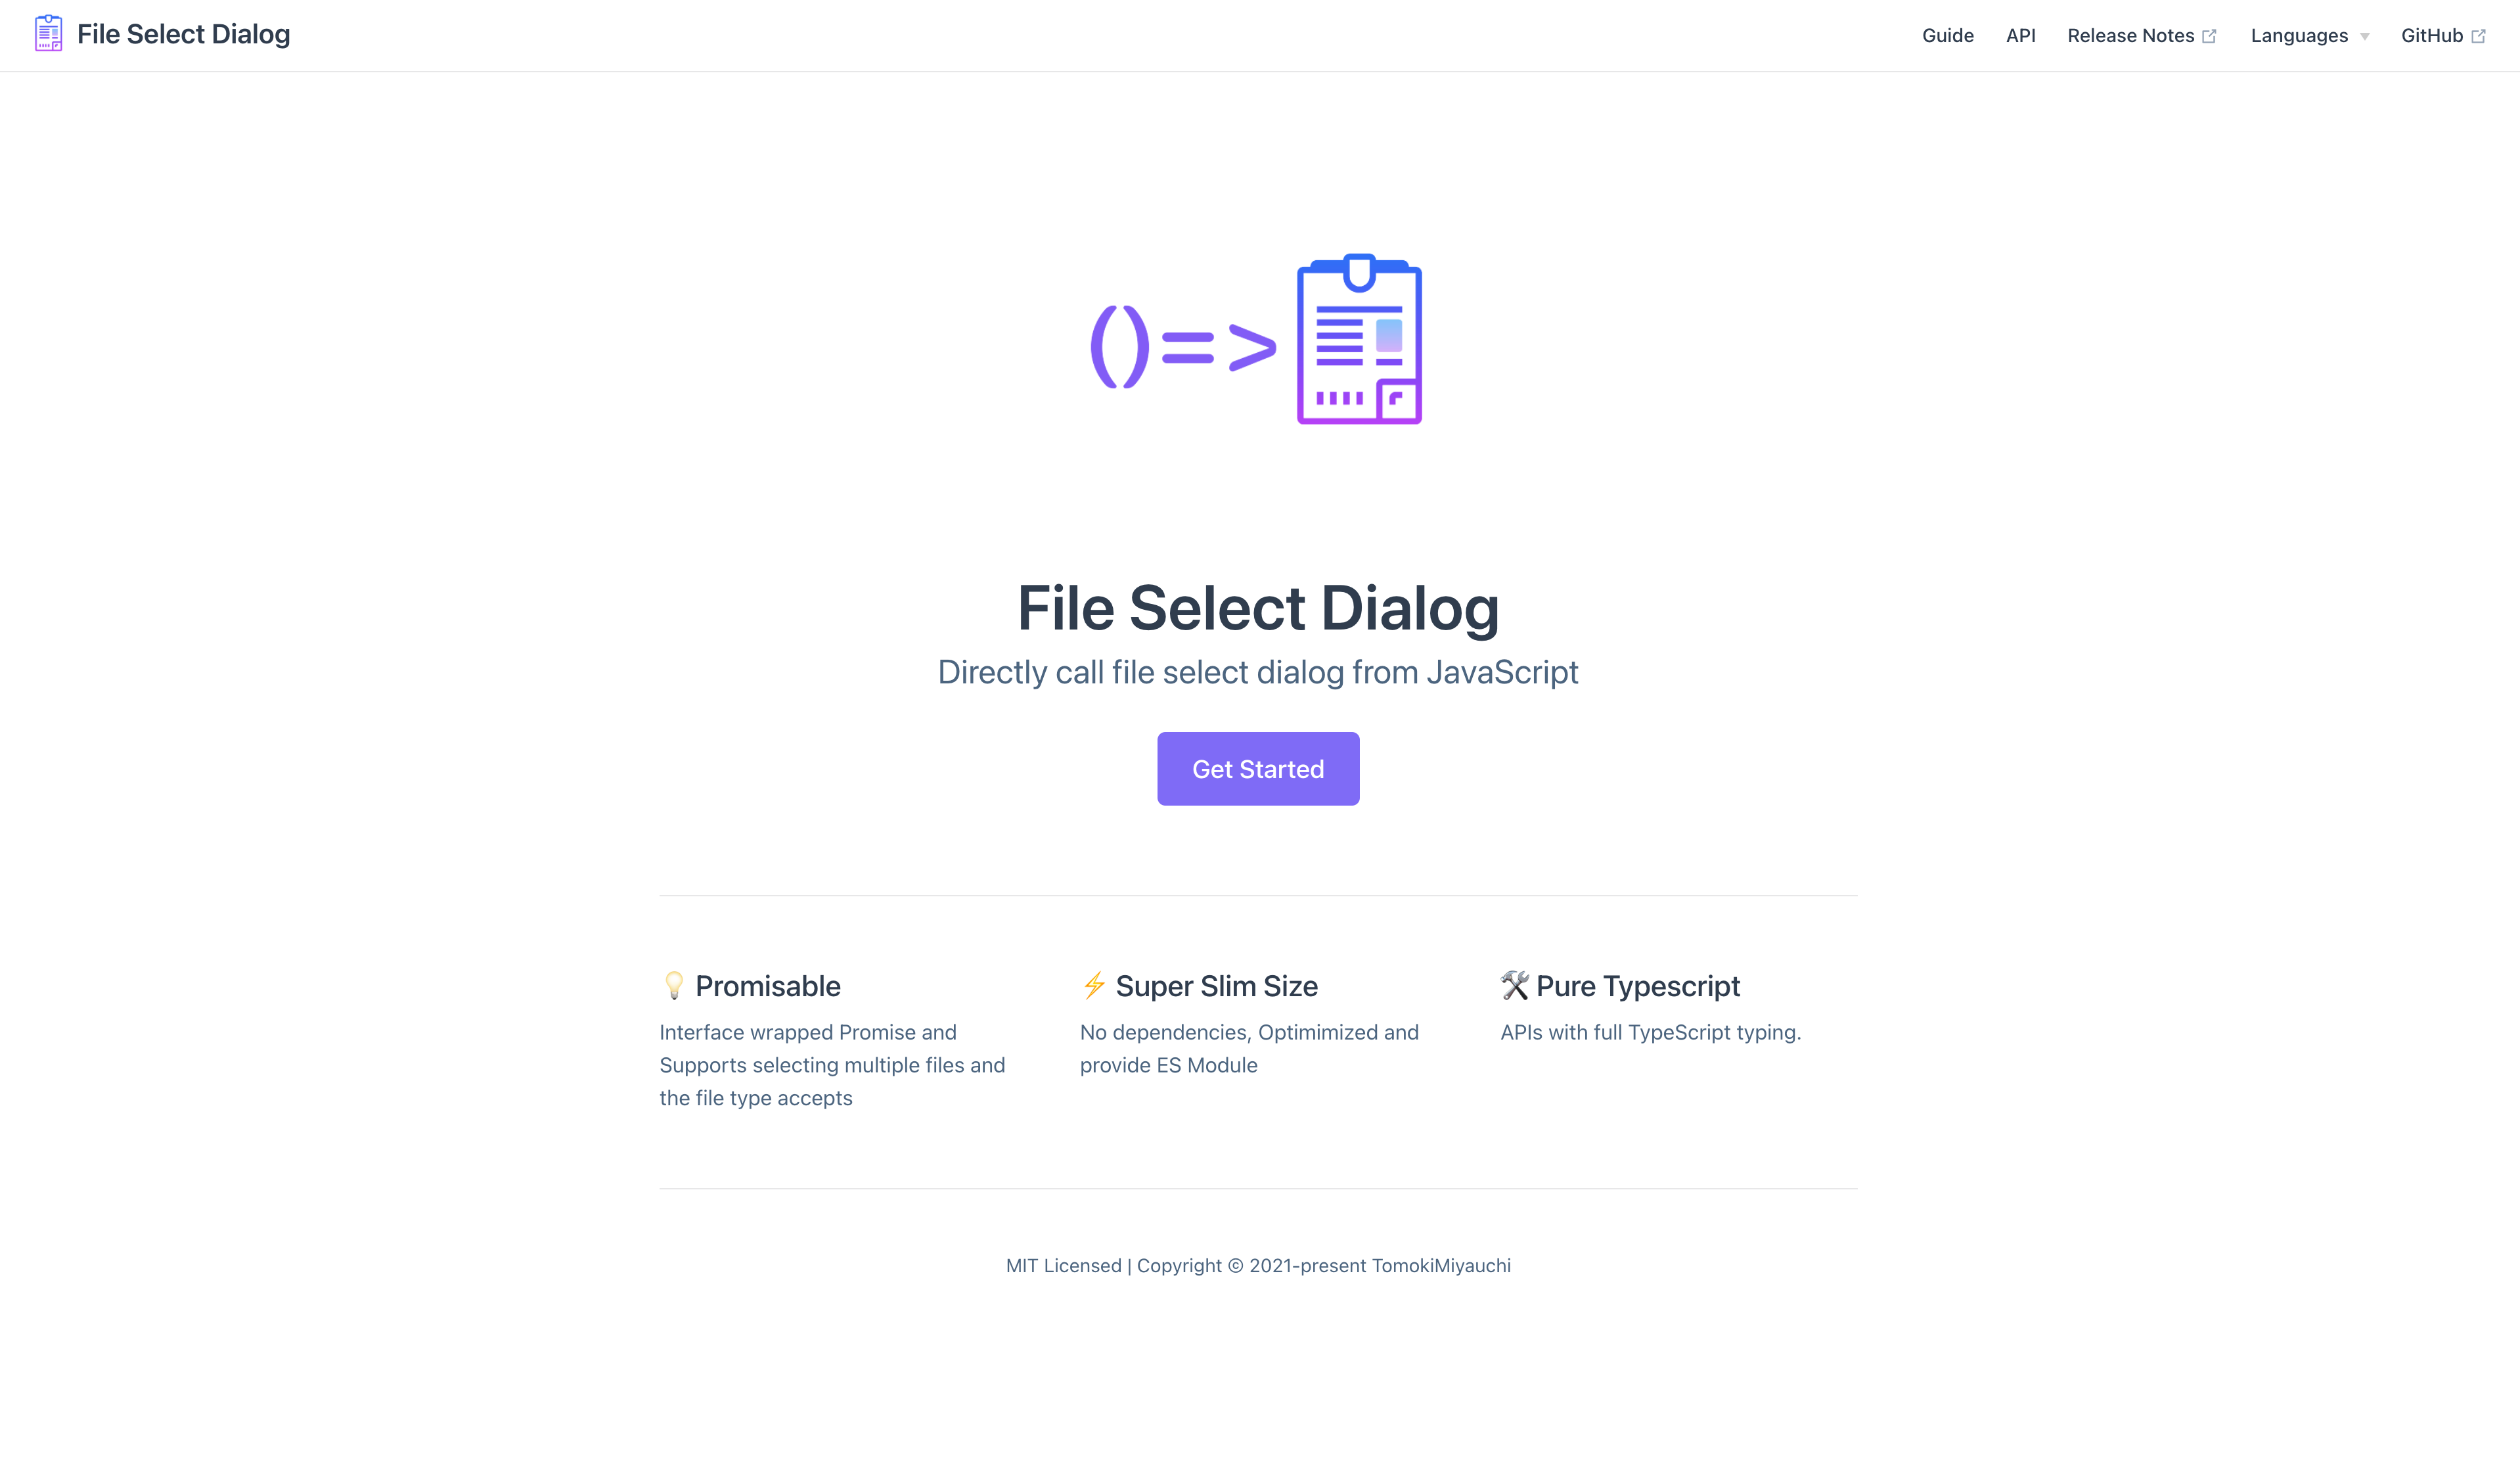 File Select Dialog
Guide
API
Release Notes
Languages
GitHub
()=>
File Select Dialog
Directly call file select dialog from JavaScript
Get Started
💡 Promisable
Interface wrapped Promise and
Supports selecting multiple files and
the file type accepts
⚡️ Super Slim Size
No dependencies, Optimimized and
provide ES Module
🛠 Pure Typescript
APIs with full TypeScript typing.
MIT Licensed | Copyright © 2021-present TomokiMiyauchi